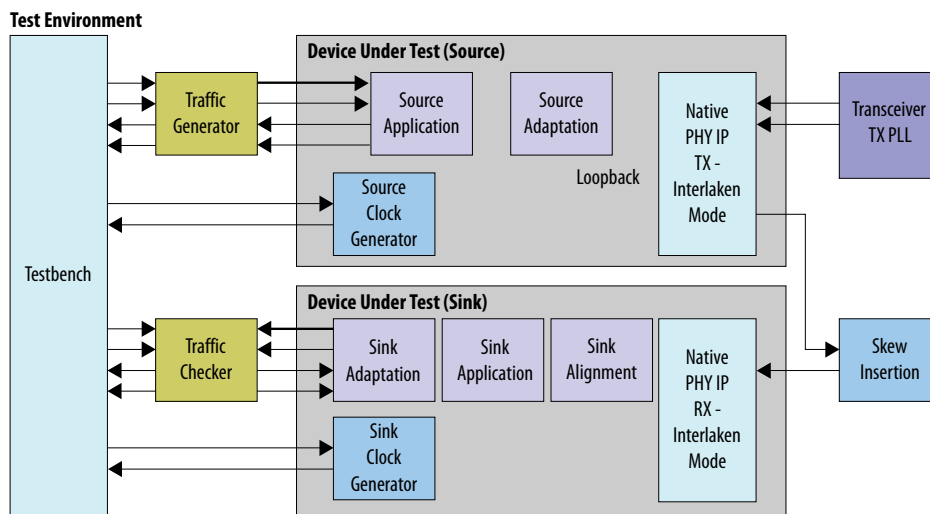 Test Environment
Device Under Test (Source)
Traffic
Generator
Source
Application
Source
Adaptation
Native
PHY IP
TX -
Interlaken
Mode
Transceiver
TX PLL
Loopback
Source
Clock
Generator
Testbench
Device Under Test (Sink)
Traffic
Checker
Sink
Adaptation
Sink
Application
Sink
Alignment
Native
PHY IP
RX -
Interlaken
Mode
Skew
Insertion
Sink
Clock
Generator